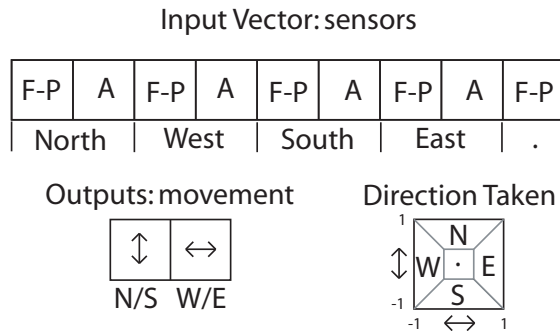 Input Vector: sensors
F-P A F-P A F-P A F-P A F-P
North West South East .
Outputs: movement
N/S W/E
Direction Taken
1
N
W . E
S
-1
-1 1